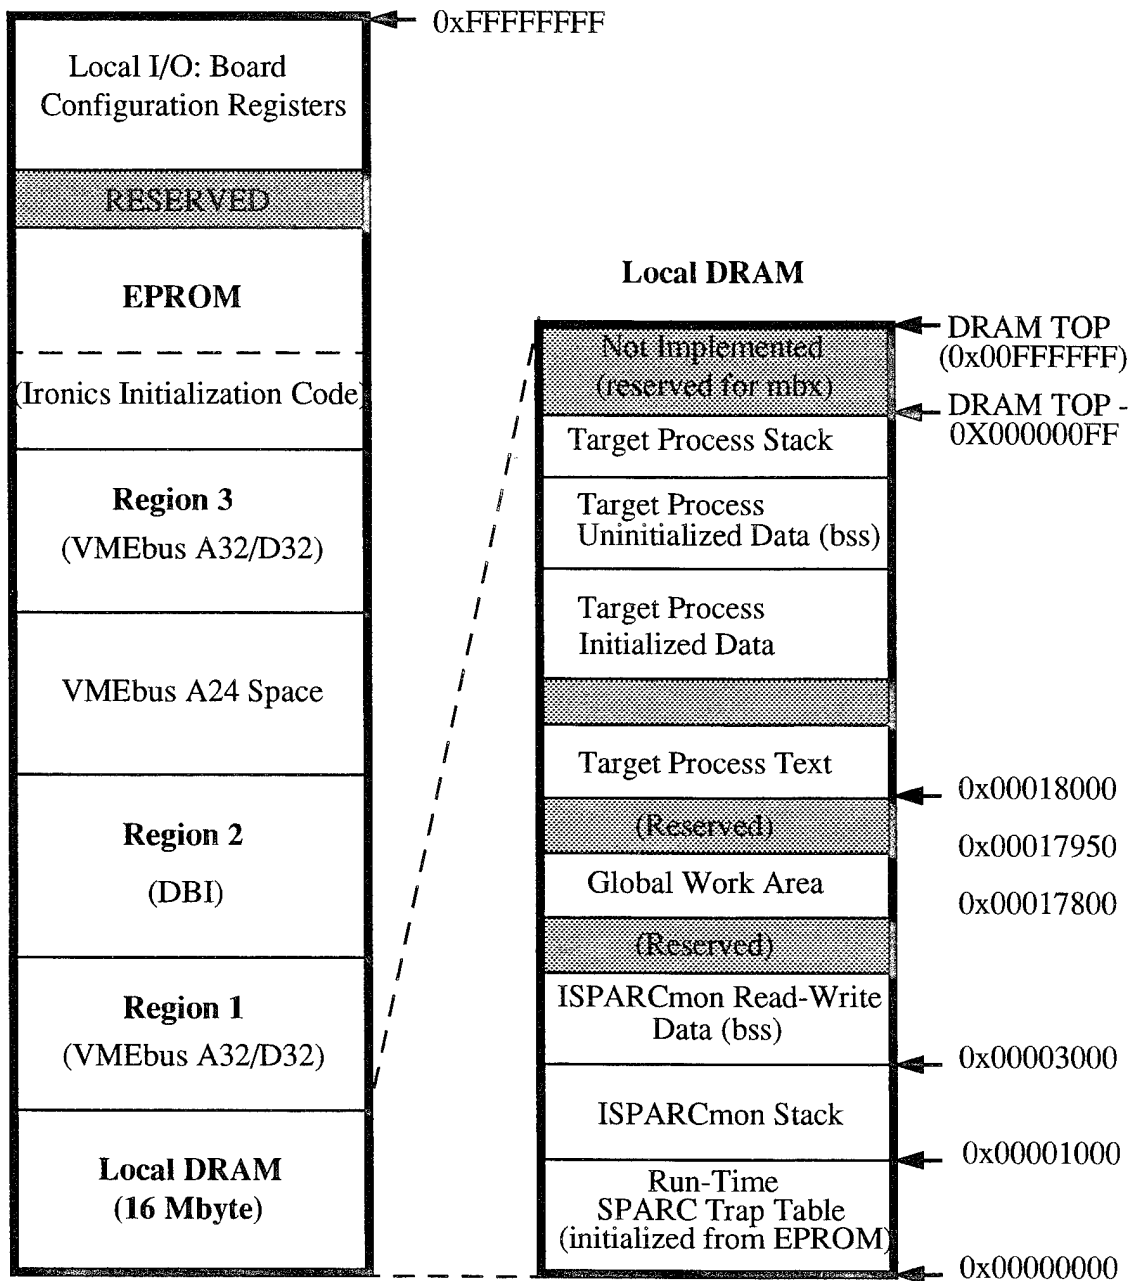 0xFFFFFFFF
Local I/O: Board
Configuration Registers
RESERVED
EPROM
(Ironics Initialization Code)
Region 3
(VMEbus A32/D32)
VMEbus A24 Space
Region 2
(DBI)
Region 1
(VMEbus A32/D32)
Local DRAM
(16 Mbyte)
Local DRAM
DRAM TOP
(0x00FFFFFF)
Not Implemented
(reserved for mbx)
DRAM TOP -
0X000000FF
Target Process Stack
Target Process
Uninitialized Data (bss)
Target Process
Initialized Data
Target Process Text
0x00018000
(Reserved)
0x00017950
Global Work Area
0x00017800
(Reserved)
ISPARCmon Read-Write
Data (bss)
0x00003000
ISPARCmon Stack
0x00001000
Run-Time
SPARC Trap Table
(initialized from EPROM)
0x00000000